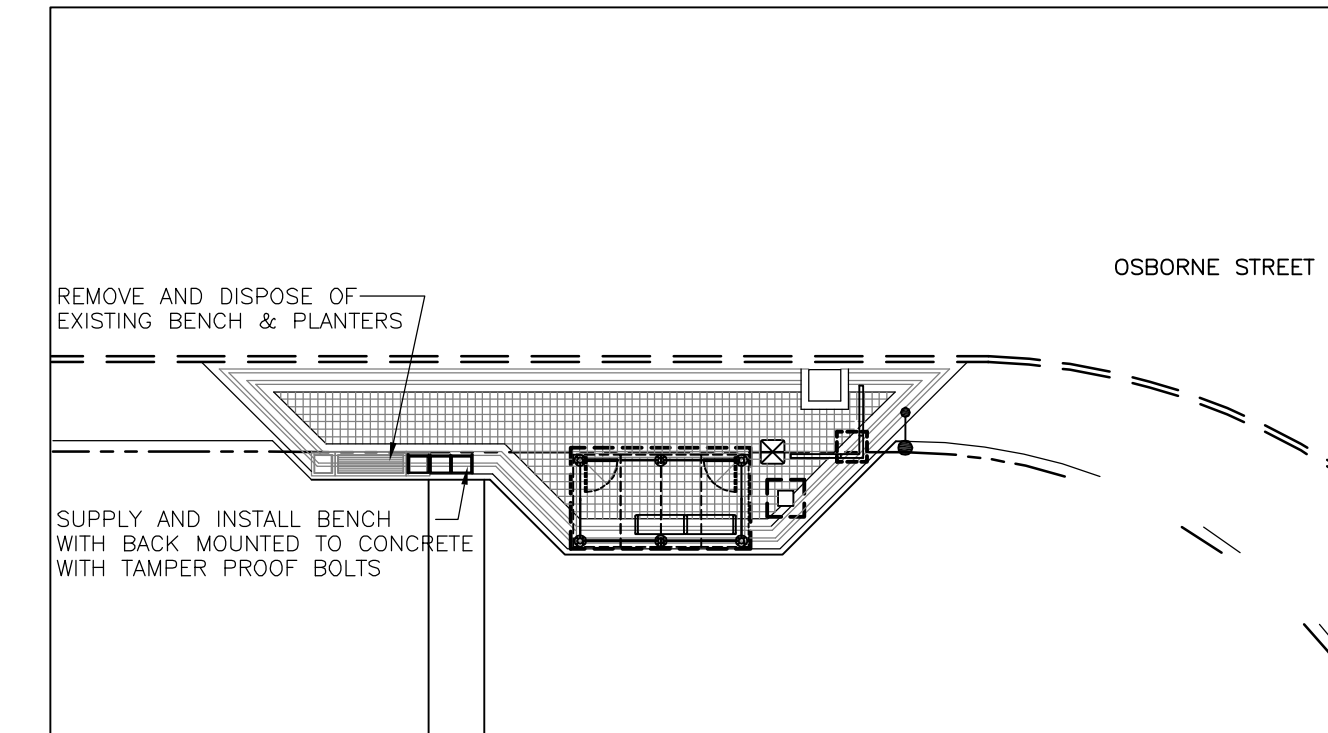 OSBORNE STREET
REMOVE AND DISPOSE OF
EXISTING BENCH & PLANTERS
SUPPLY AND INSTALL BENCH
WITH BACK MOUNTED TO CONCRETE
WITH TAMPER PROOF BOLTS